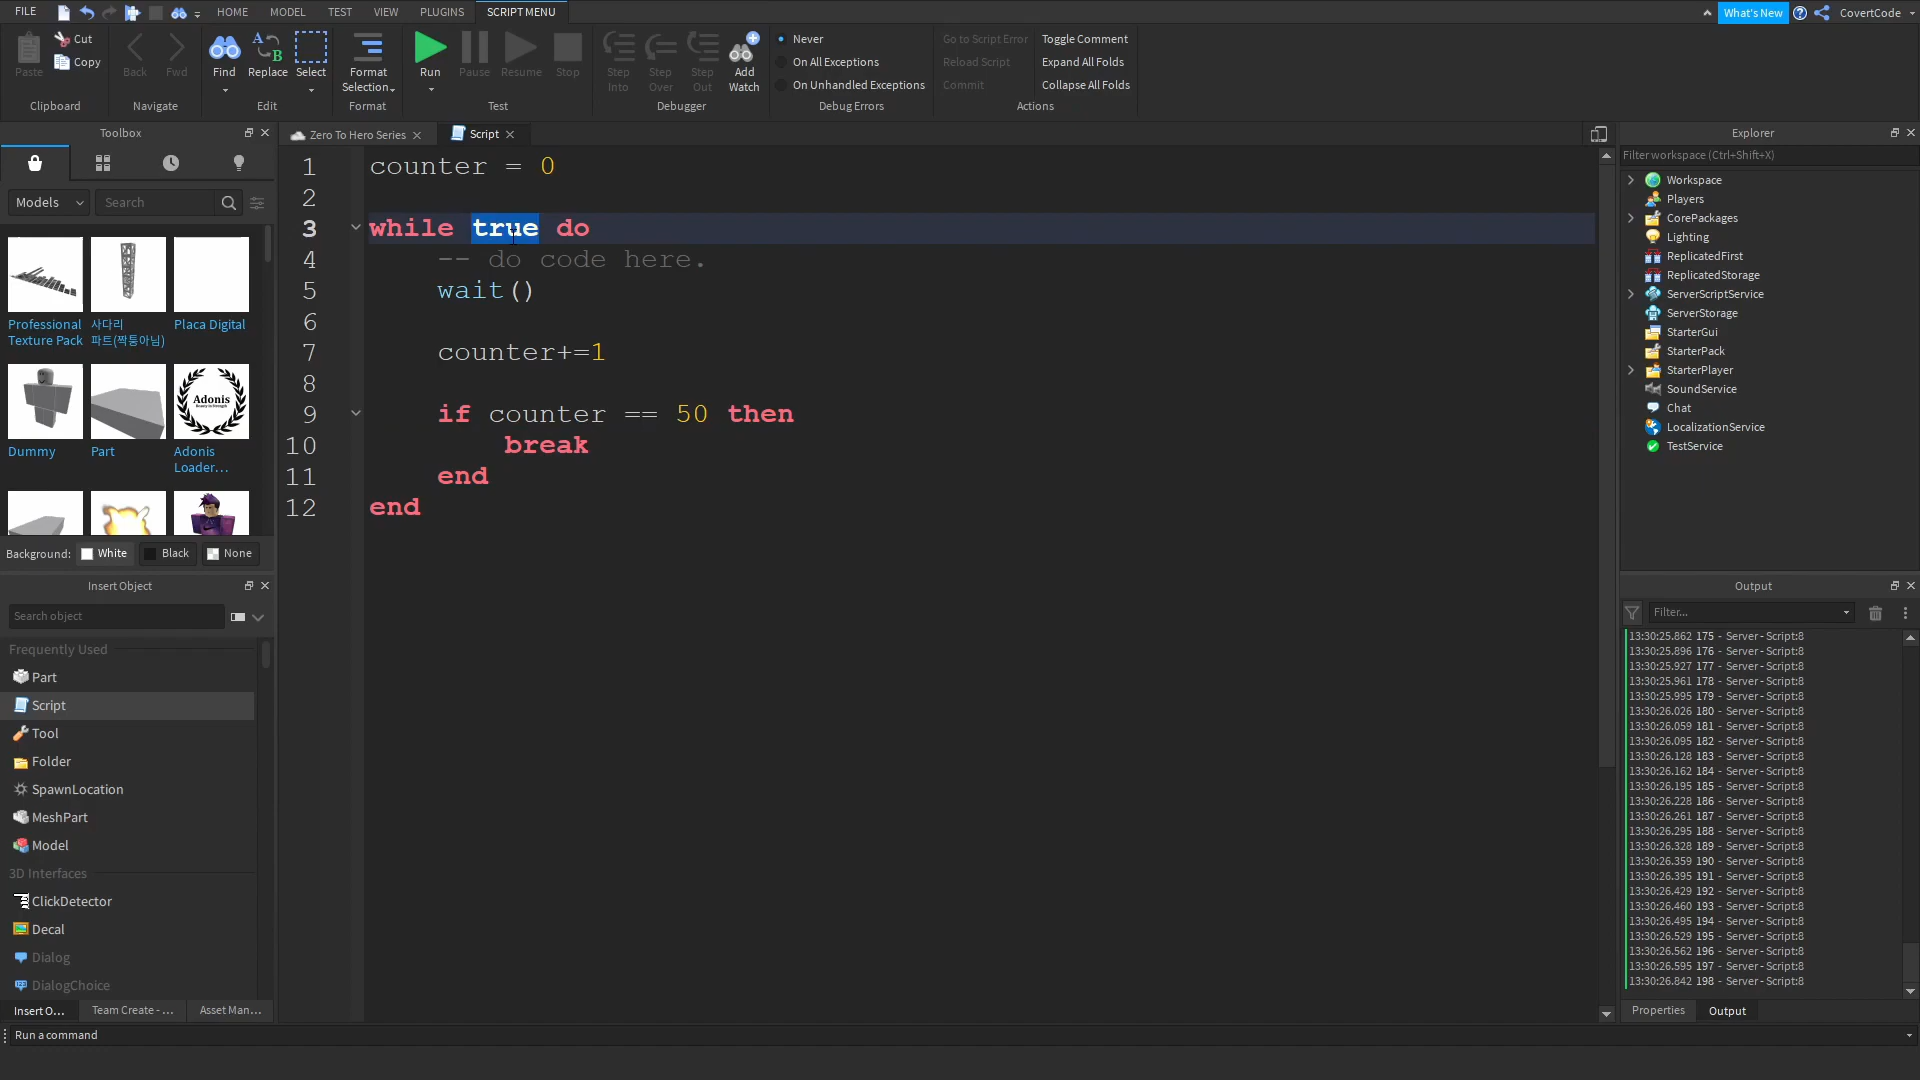 FILE
HOME
MODEL
TEST
VIEW
PLUGINS
SCRIPT MENU
What's New
CovertCode
Paste
Cut
Copy
Clipboard
Back
Fwd
Navigate
Find
Replace
Select
Edit
Format
Selection
Format
Run
Pause
Resume
Stop
Test
Step
Into
Step
Over
Step
Out
Add
Watch
Debugger
Never
On All Exceptions
On Unhandled Exceptions
Debug Errors
Go to Script Error
Reload Script
Commit
Toggle Comment
Expand All Folds
Collapse All Folds
Actions
Toolbox
Models
Search
Professional
Texture Pack
사다리
파트(짝퉁아님)
Placa Digital
Adonis
Dummy
Part
Adonis
Loader...
Background: White Black None
Insert Object
Search object
Frequently Used
Part
Script
Tool
Folder
SpawnLocation
MeshPart
Model
3D Interfaces
ClickDetector
Decal
Dialog
DialogChoice
Insert O...
Team Create - ...
Asset Man...
Run a command
Zero To Hero Series
Script
1 counter = 0
2
3 while true do
4 -- do code here.
5 wait()
6
7 counter+=1
8
9 if counter == 50 then
10 break
11 end
12 end
Explorer
Filter workspace (Ctrl+Shift+X)
Workspace
Players
CorePackages
Lighting
ReplicatedFirst
ReplicatedStorage
ServerScriptService
ServerStorage
StarterGui
StarterPack
StarterPlayer
SoundService
Chat
LocalizationService
TestService
Output
Filter...
13:30:25.862 175 - Server - Script:8
13:30:25.896 176 - Server - Script:8
13:30:25.927 177 - Server - Script:8
13:30:25.961 178 - Server - Script:8
13:30:25.995 179 - Server - Script:8
13:30:26.026 180 - Server - Script:8
13:30:26.059 181 - Server - Script:8
13:30:26.095 182 - Server - Script:8
13:30:26.128 183 - Server - Script:8
13:30:26.162 184 - Server - Script:8
13:30:26.195 185 - Server - Script:8
13:30:26.228 186 - Server - Script:8
13:30:26.261 187 - Server - Script:8
13:30:26.295 188 - Server - Script:8
13:30:26.328 189 - Server - Script:8
13:30:26.359 190 - Server - Script:8
13:30:26.395 191 - Server - Script:8
13:30:26.429 192 - Server - Script:8
13:30:26.460 193 - Server - Script:8
13:30:26.495 194 - Server - Script:8
13:30:26.529 195 - Server - Script:8
13:30:26.562 196 - Server - Script:8
13:30:26.595 197 - Server - Script:8
13:30:26.842 198 - Server - Script:8
Properties
Output